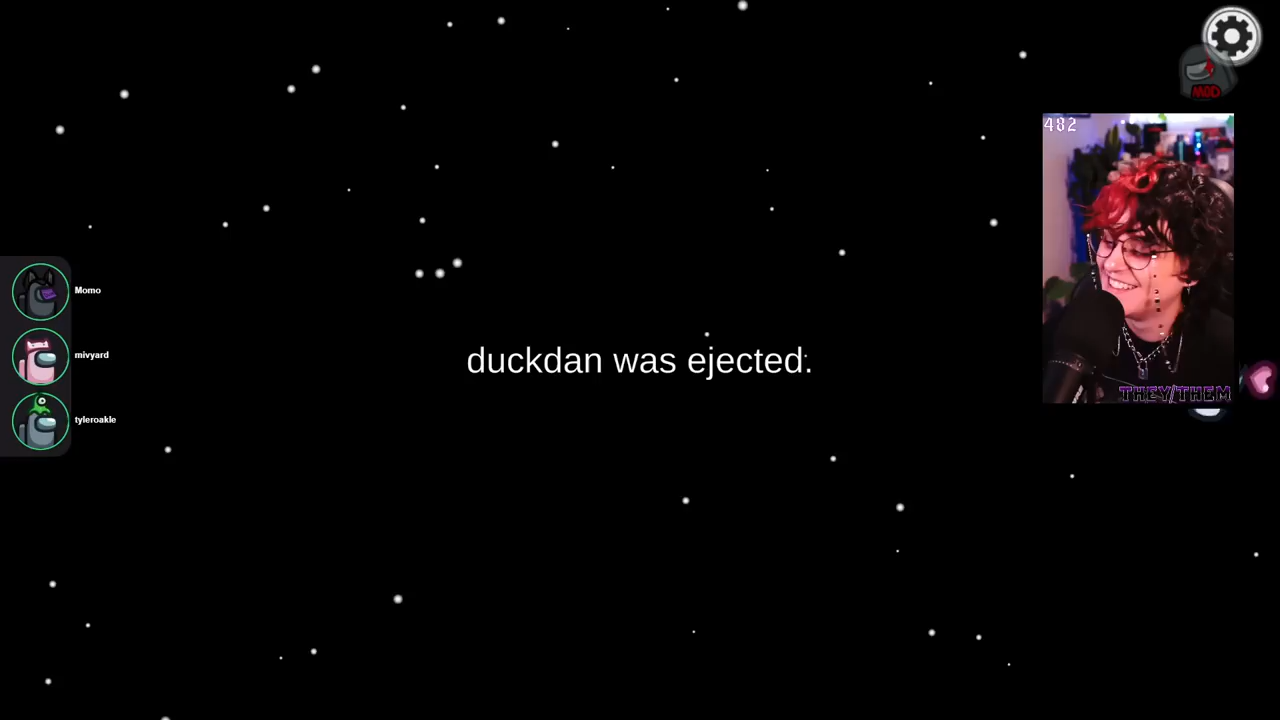 MOD
482
Momo
mivyard
duckdan was ejected.
THEY/THEM
tyleroakle